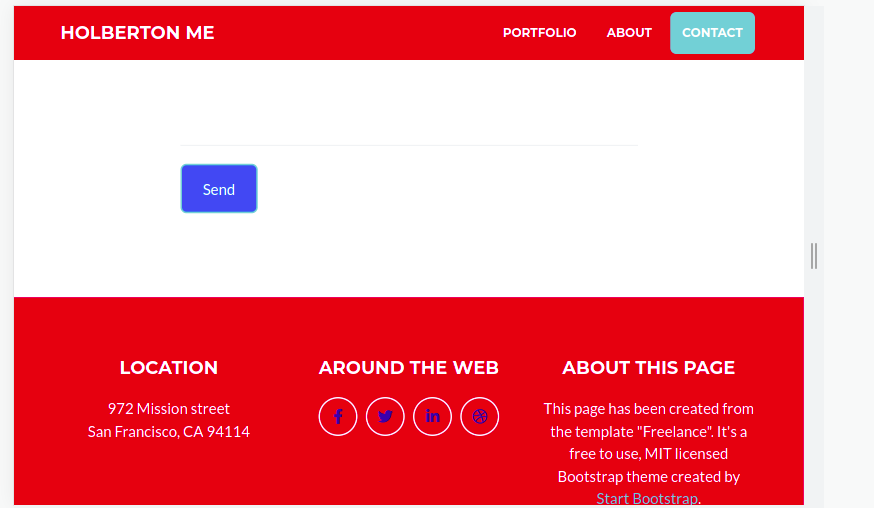 HOLBERTON ME
PORTFOLIO ABOUT CONTACT
Send
LOCATION
972 Mission street
San Francisco, CA 94114
AROUND THE WEB
ABOUT THIS PAGE
This page has been created from
the template "Freelance". It's a
free to use, MIT licensed
Bootstrap theme created by
Start Bootstrap.